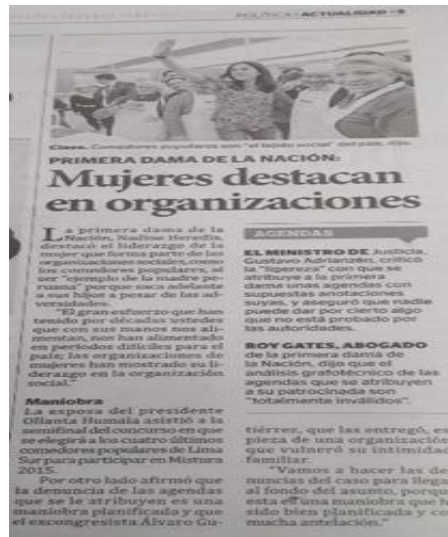 POLÍTICA / ACTUALIDAD
Clave. Comedores populares son "el tejido social" del país, dijo.
PRIMERA DAMA DE LA NACIÓN:
Mujeres destacan
en organizaciones
La primera dama de la
Nación, Nadine Heredia,
destacó el liderazgo de la
mujer que forma parte de las
organizaciones sociales, como
los comedores populares, al
ser "ejemplo de la madre pe-
ruana" porque saca adelante
a sus hijos a pesar de las ad-
versidades.
"El gran esfuerzo que han
tenido por décadas ustedes
que con sus manos nos ali-
mentan, nos han alimentado
en periodos difíciles para el
país; las organizaciones de
mujeres han mostrado su li-
derazgo en la organización
social."
Maniobra
La esposa del presidente
Ollanta Humala asistió a la
semifinal del concurso en que
se elegirá a los cuatro últimos
comedores populares de Lima
Sur para participar en Mistura
2015.
Por otro lado afirmó que
la denuncia de las agendas
que se le atribuyen es una
maniobra planificada y que
el excongresista Álvaro Gu-
AGENDAS
EL MINISTRO DE Justicia,
Gustavo Adrianzén, criticó
la "ligereza" con que se
atribuye a la primera
dama unas agendas con
supuestas anotaciones
suyas, y aseguró que nadie
puede dar por cierto algo
que no está probado por
las autoridades.
ROY GATES, ABOGADO
de la primera dama de
la Nación, dijo que el
análisis grafotécnico de las
agendas que se atribuyen
a su patrocinada son
"totalmente inválidos".
tiérrez, que las entregó, es
pieza de una organización
que vulneró su intimidad
familiar.
"Vamos a hacer las de
nuncias del caso para llega
al fondo del asunto, porqu
esta es una maniobra que h
sido bien planificada y co
mucha antelación."